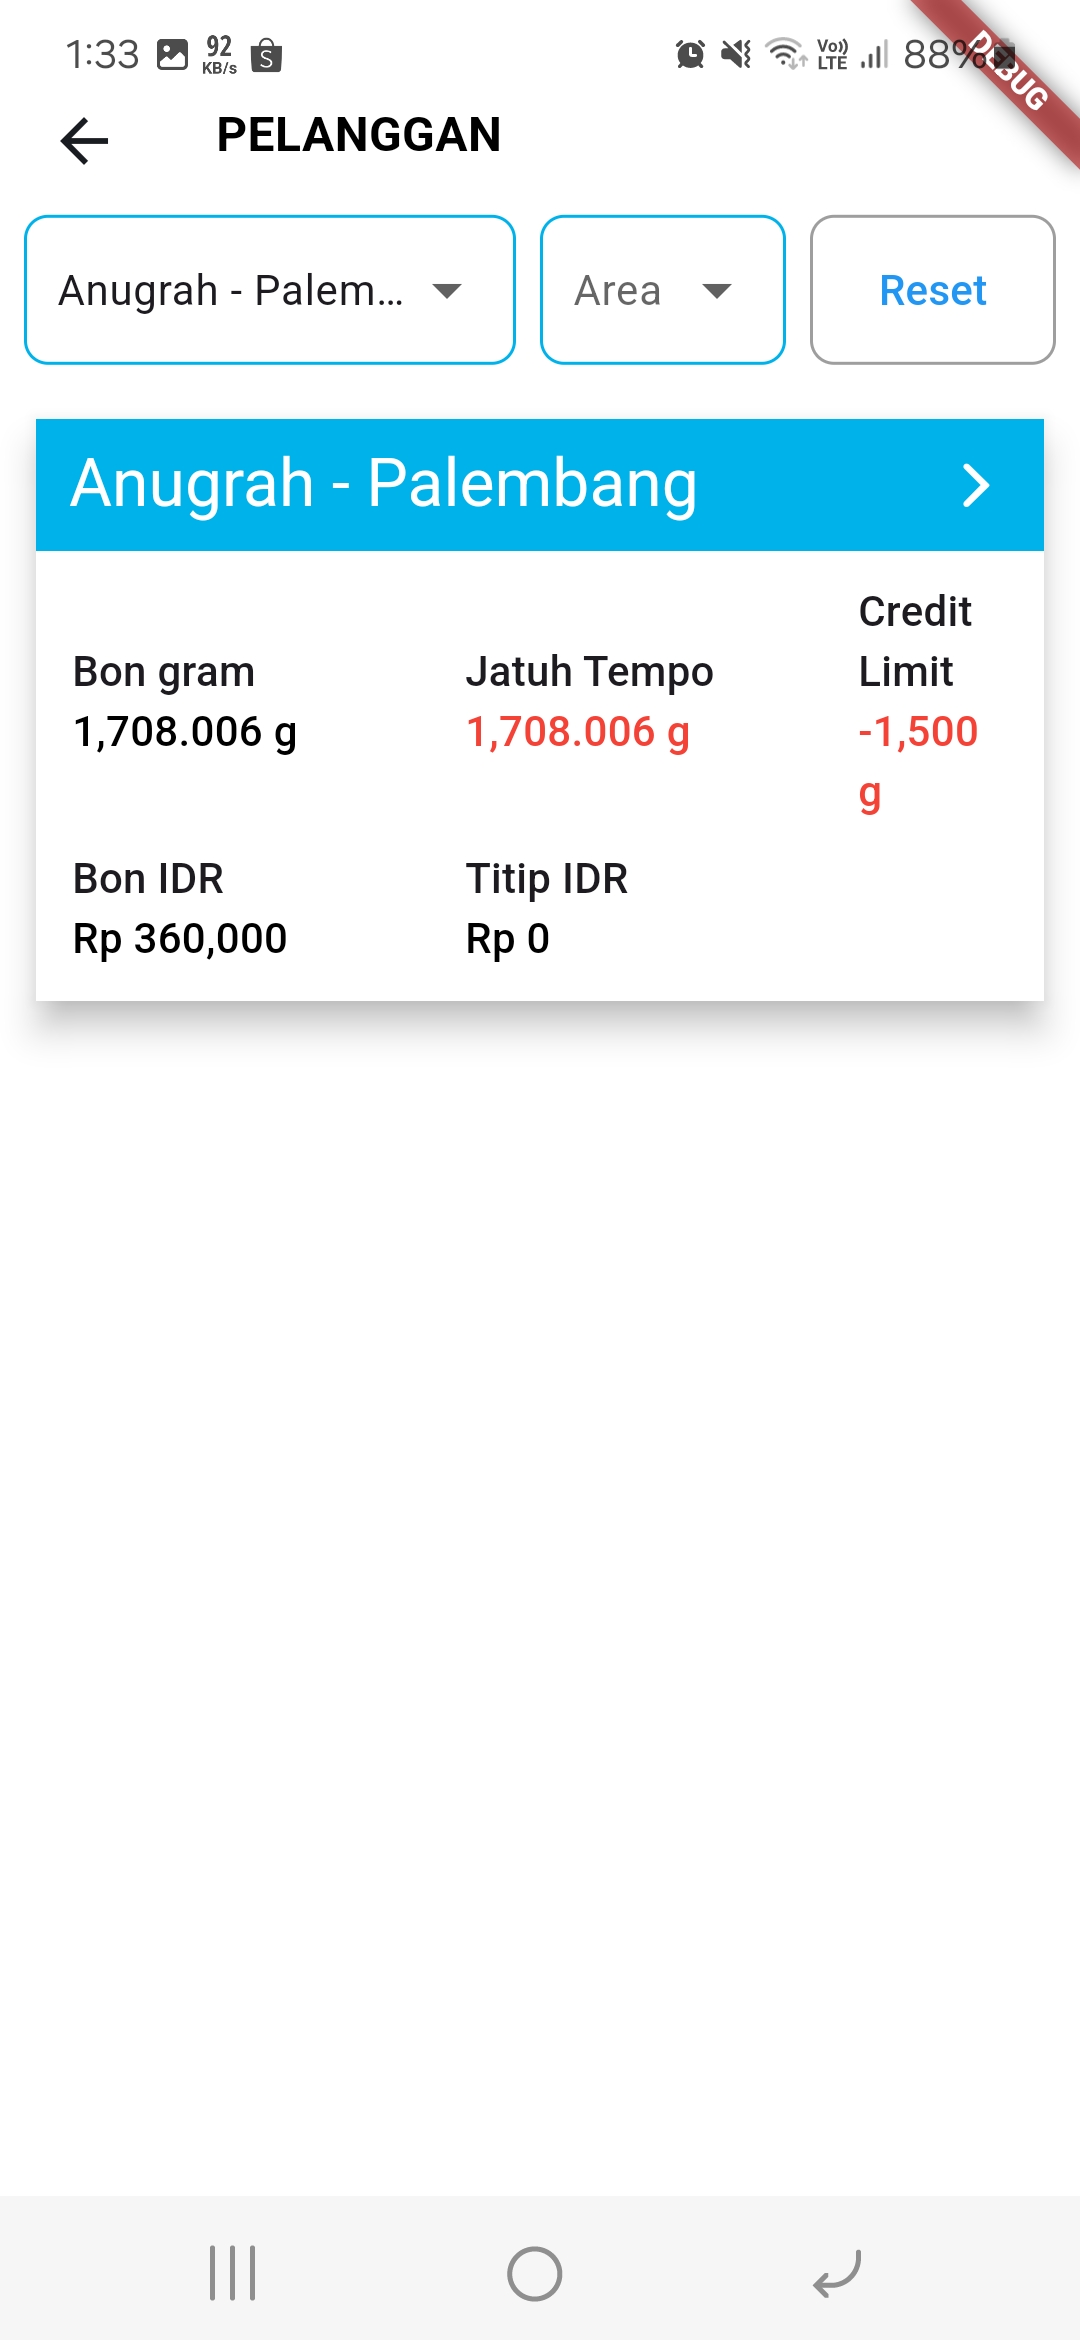 1:33 92 KB/s S Vo)) LTE 88%
DEBUG
PELANGGAN
Anugrah - Palem... Area Reset
Anugrah - Palembang
Credit
Bon gram Jatuh Tempo Limit
1,708.006 g 1,708.006 g -1,500
g
Bon IDR Titip IDR
Rp 360,000 Rp 0